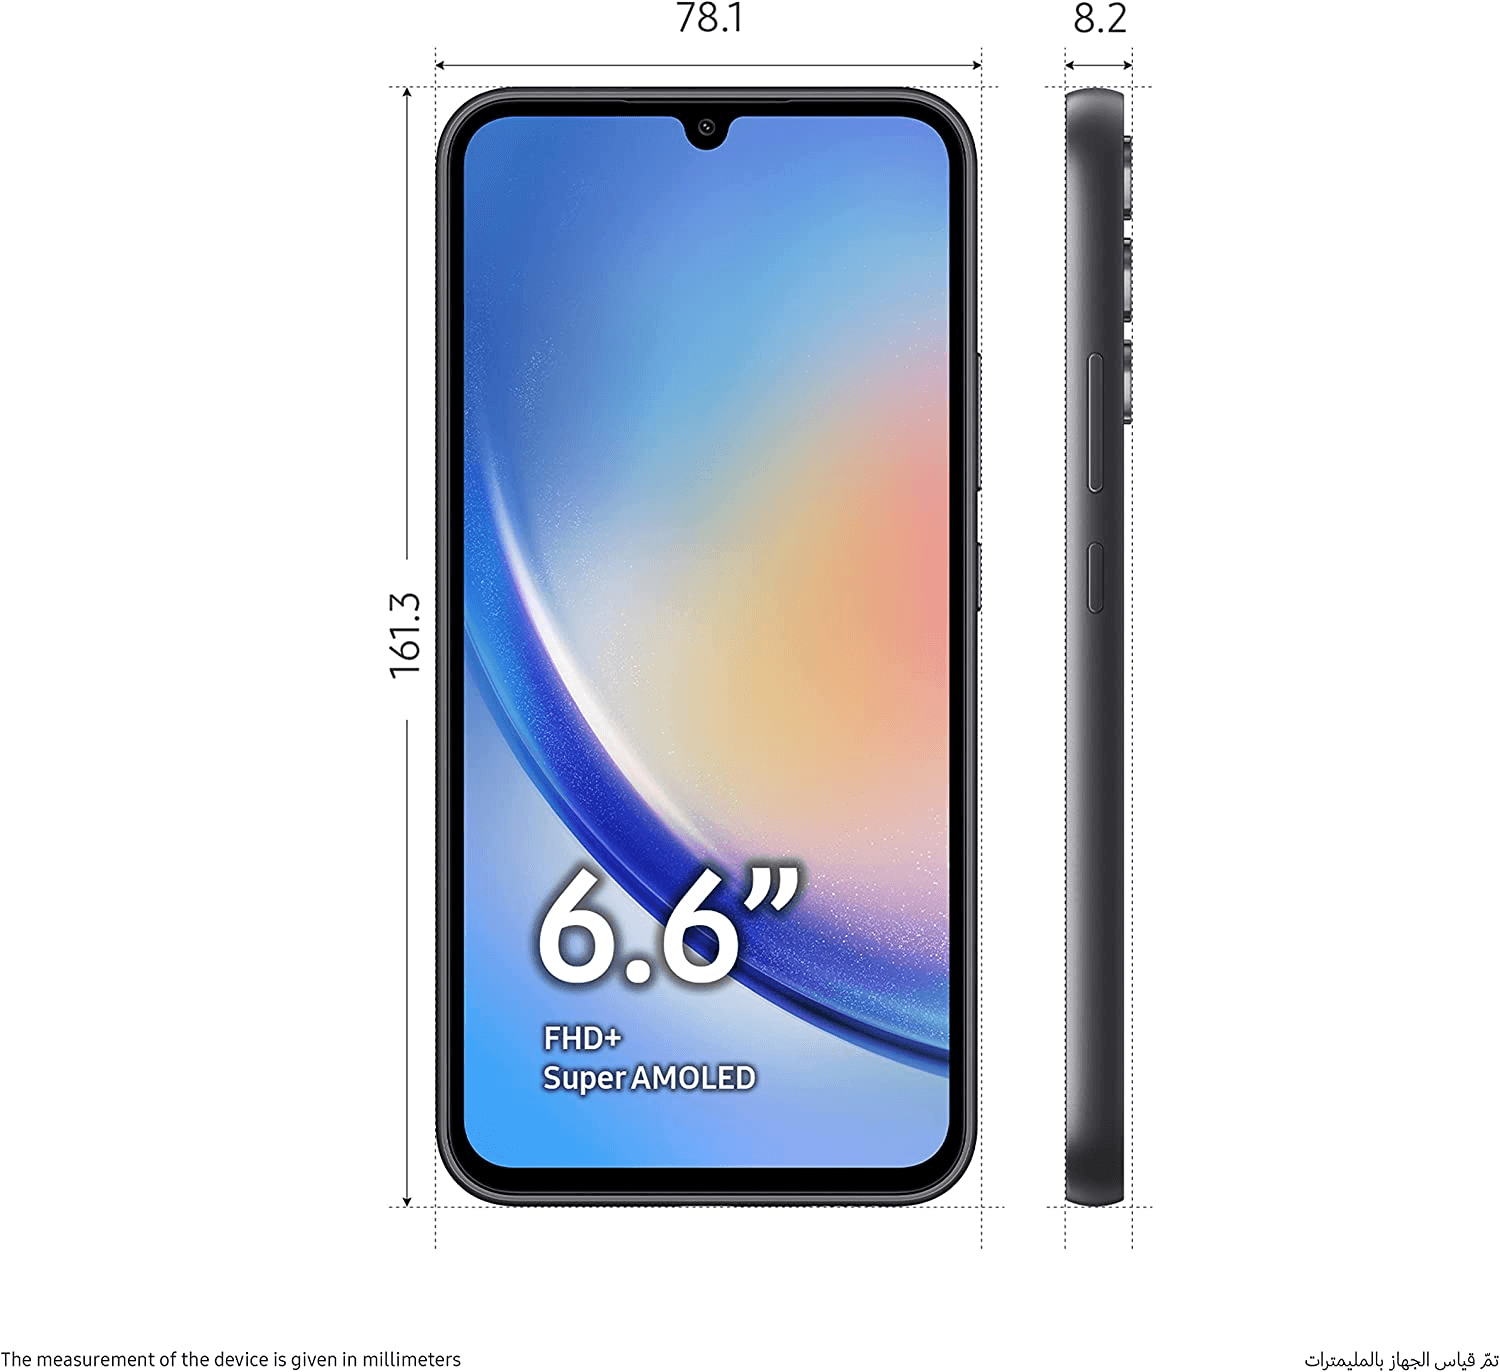 78.1
8.2
161.3
6.6”
FHD+
Super AMOLED
The measurement of the device is given in millimeters
تمّ قياس الجهاز بالمليمترات